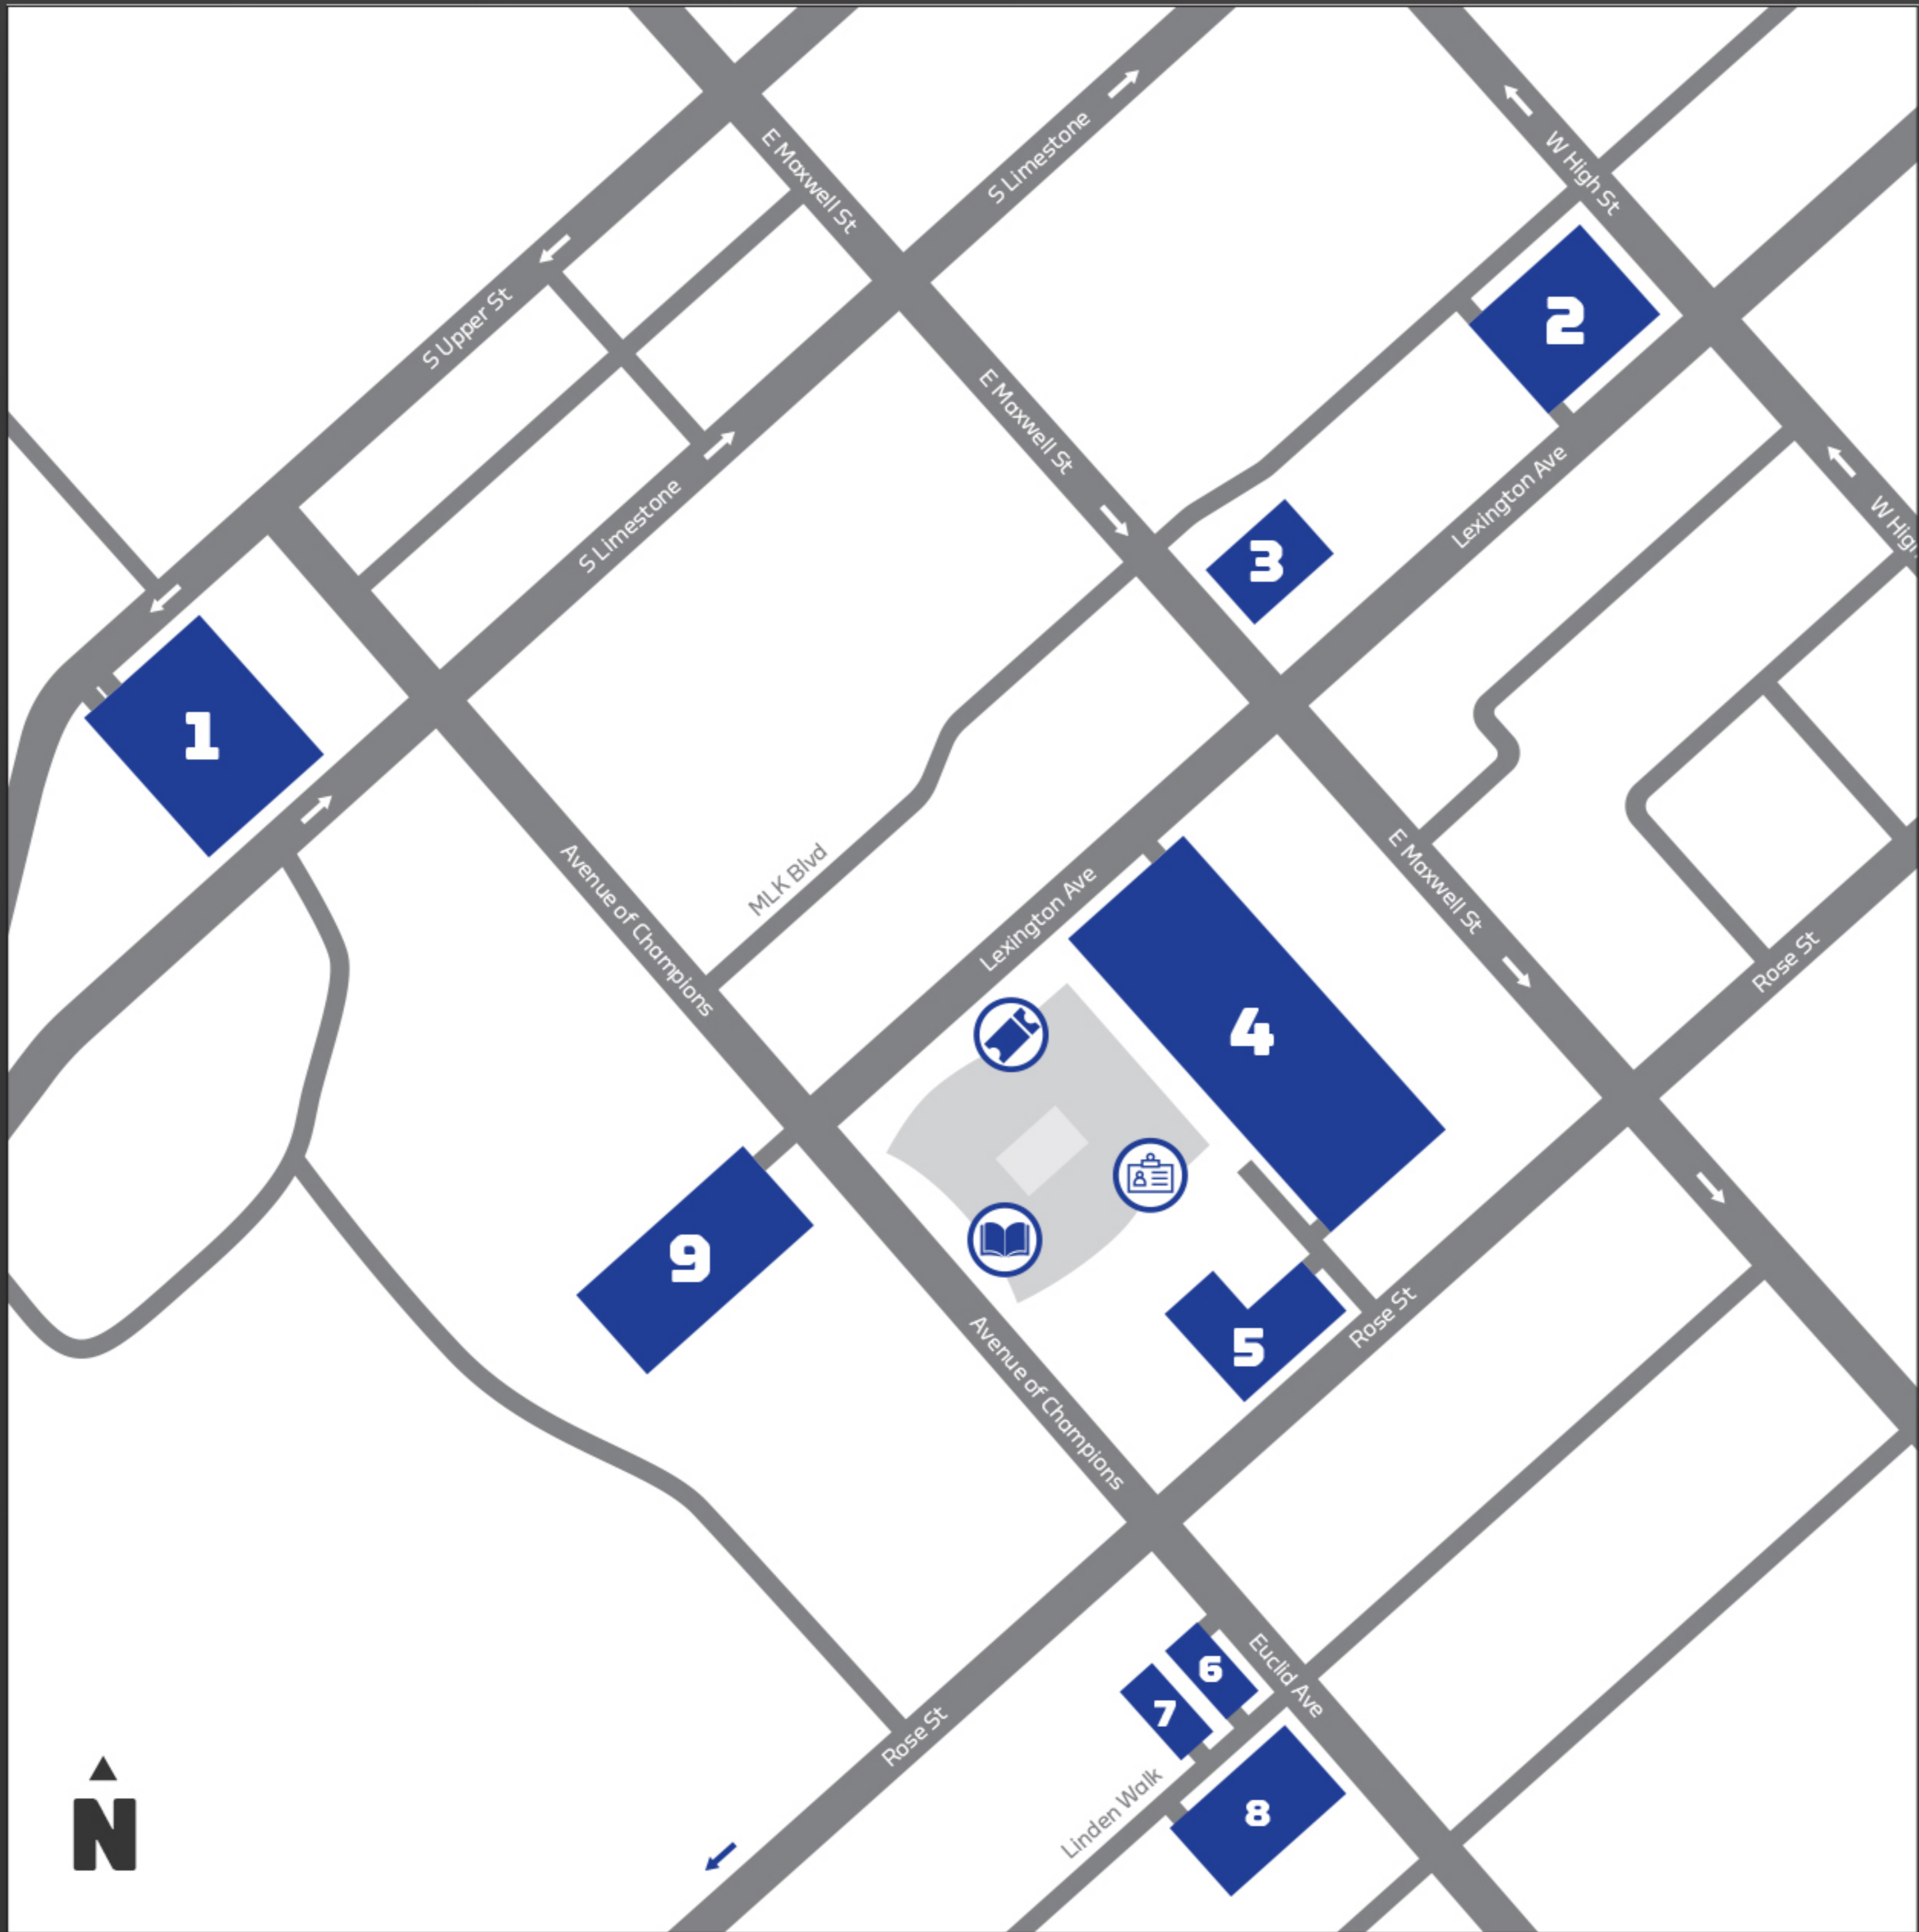 E Maxwell St
S Limestone
W High St
S Upper St
2
E Maxwell St
Lexington Ave
S Limestone
W High
3
1
Avenue of Champions
MLK Blvd
Lexington Ave
E Maxwell St
Rose St
4
9
5
Rose St
Avenue of Champions
6
7
Euclid Ave
Rose St
Linden Walk
8
N